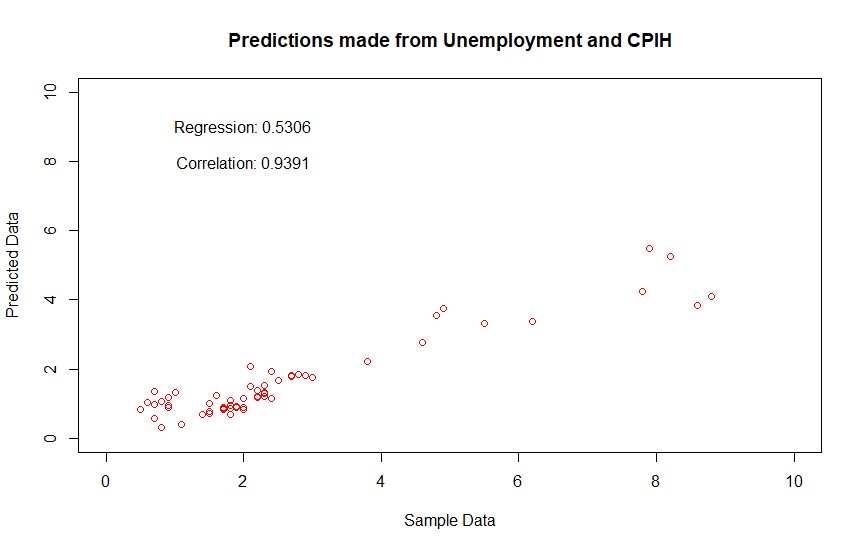 Predictions made from Unemployment and CPIH
Regression: 0.5306
Correlation: 0.9391
Predicted Data
10
8
6
4
2
0
0 2 4 6 8 10
Sample Data